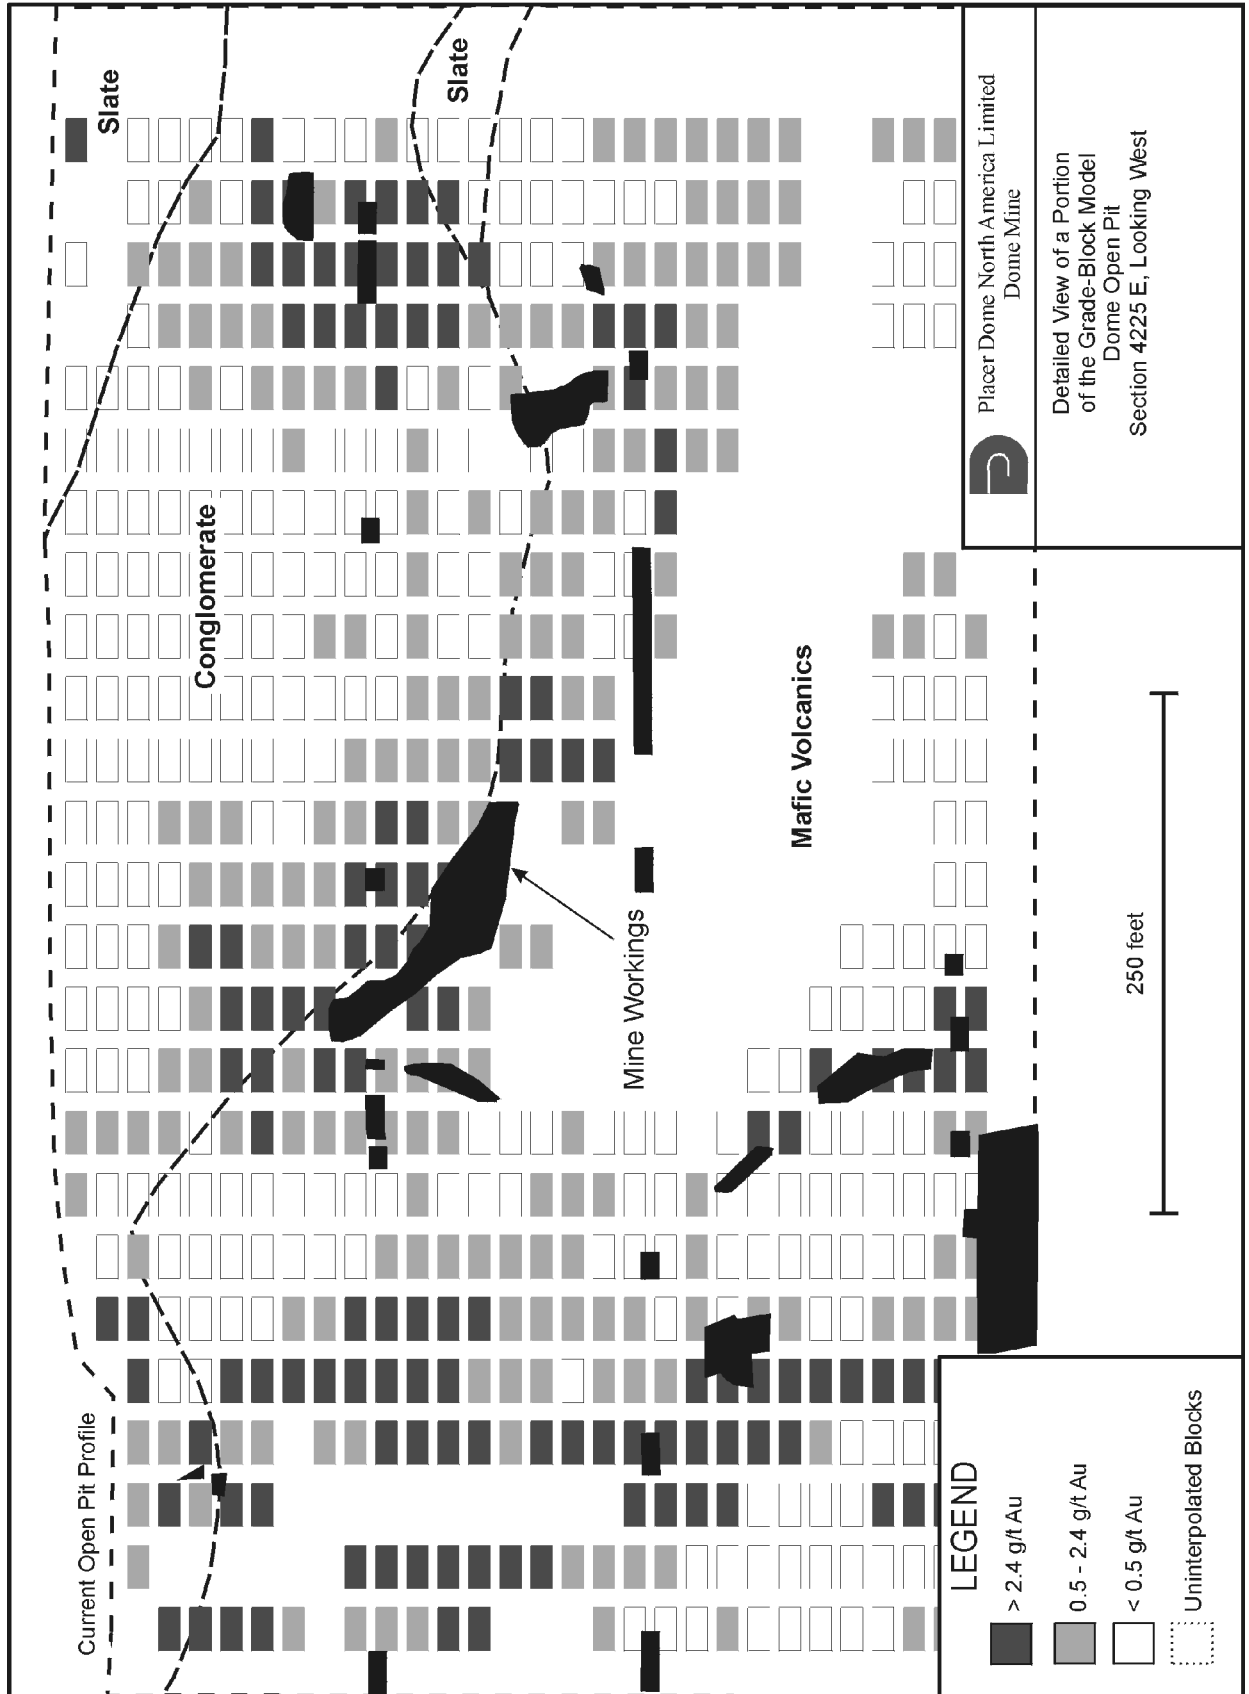 Current Open Pit Profile
Slate
Slate
Conglomerate
Mafic Volcanics
Mine Workings
250 feet
LEGEND
> 2.4 g/t Au
0.5 - 2.4 g/t Au
< 0.5 g/t Au
Uninterpolated Blocks
Placer Dome North America Limited
Dome Mine
Detailed View of a Portion
of the Grade-Block Model
Dome Open Pit
Section 4225 E, Looking West